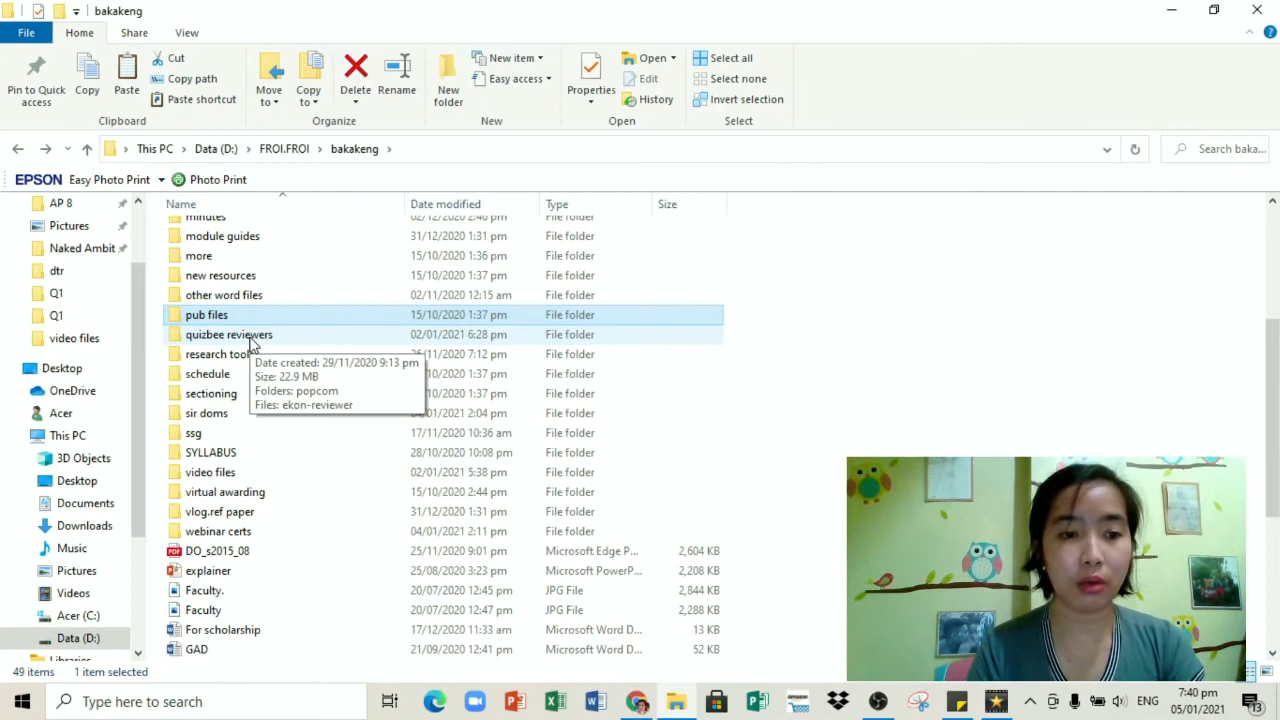 bakakeng
File Home Share View
Pin to Quick access
Copy
Paste
Cut
Copy path
Paste shortcut
Clipboard
Move to
Copy to
Delete
Rename
Organize
New folder
New item
Easy access
New
Properties
Open
Edit
History
Open
Select all
Select none
Invert selection
Select
This PC Data (D:) FROI.FROI bakakeng
Search baka...
EPSON Easy Photo Print Photo Print
AP 8
Pictures
Naked Ambit
dtr
Q1
Q1
video files
Desktop
OneDrive
Acer
This PC
3D Objects
Desktop
Documents
Downloads
Music
Pictures
Videos
Acer (C:)
Data (D:)
Libraries
Name Date modified Type Size
minutes 02/12/2020 2:46 pm File folder
module guides 31/12/2020 1:31 pm File folder
more 15/10/2020 1:36 pm File folder
new resources 15/10/2020 1:37 pm File folder
other word files 02/11/2020 12:15 am File folder
pub files 15/10/2020 1:37 pm File folder
quizbee reviewers 02/01/2021 6:28 pm File folder
research tool /11/2020 7:12 pm File folder
schedule /10/2020 1:37 pm File folder
sectioning /10/2020 1:37 pm File folder
sir doms /01/2021 2:04 pm File folder
ssg 17/11/2020 10:36 am File folder
SYLLABUS 28/10/2020 10:08 pm File folder
video files 02/01/2021 5:38 pm File folder
virtual awarding 15/10/2020 2:44 pm File folder
vlog.ref paper 31/12/2020 1:31 pm File folder
webinar certs 04/01/2021 2:11 pm File folder
DO_s2015_08 25/11/2020 9:01 pm Microsoft Edge P... 2,604 KB
explainer 25/08/2020 3:23 pm Microsoft PowerP... 2,208 KB
Faculty. 20/07/2020 12:45 pm JPG File 2,844 KB
Faculty 20/07/2020 12:47 pm JPG File 2,288 KB
For scholarship 17/12/2020 11:33 am Microsoft Word D... 13 KB
GAD 21/09/2020 12:41 pm Microsoft Word D... 52 KB
Date created: 29/11/2020 9:13 pm
Size: 22.9 MB
Folders: popcom
Files: ekon-reviewer
49 items 1 item selected
Type here to search
ENG
7:40 pm
05/01/2021
13